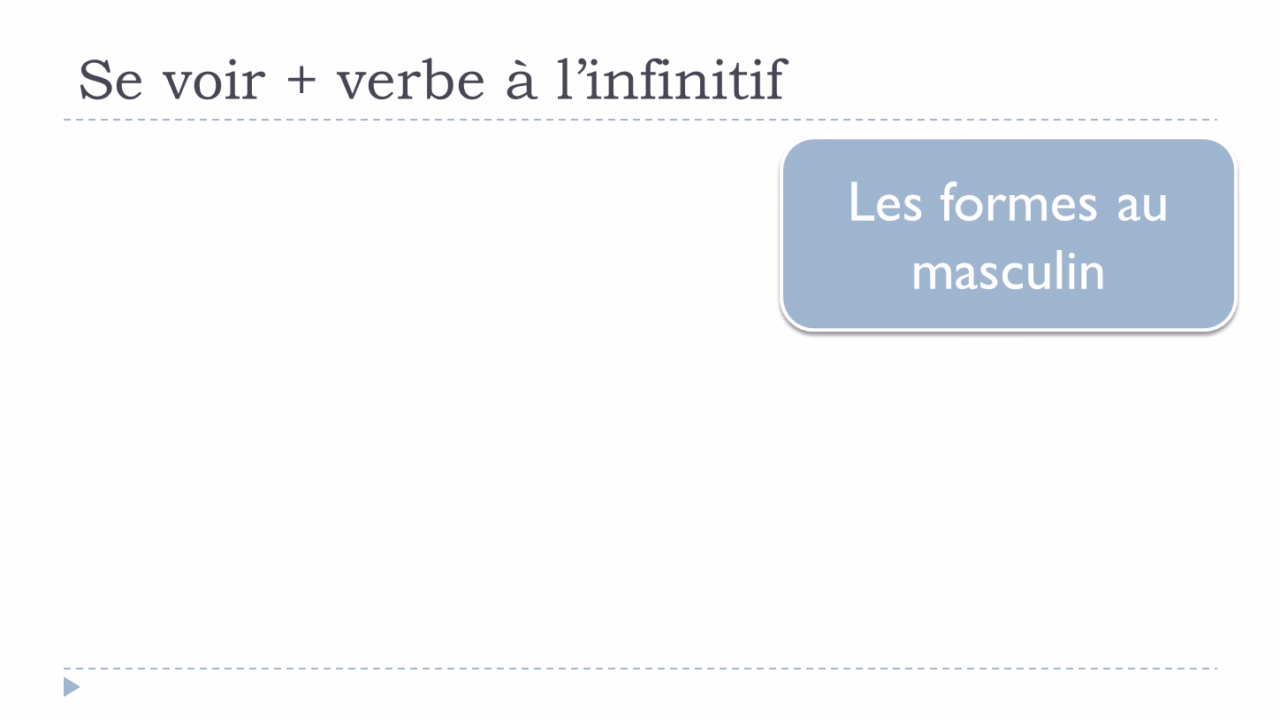 Se voir + verbe à l’infinitif
Les formes au
masculin